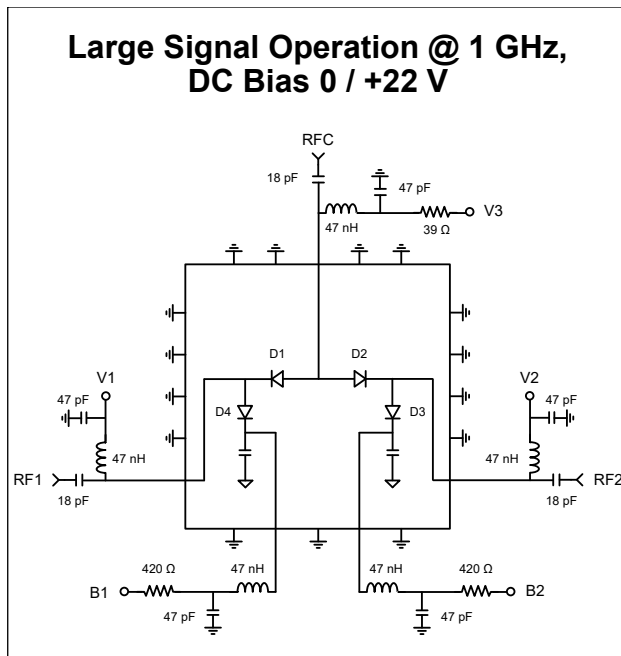 Large Signal Operation @ 1 GHz,
DC Bias 0 / +22 V
RFC
18 pF
47 pF
V3
47 nH
39 Ω
D1
D2
V1
V2
47 pF
47 pF
D4
D3
47 nH
47 nH
RF1
RF2
18 pF
18 pF
420 Ω
47 nH
47 nH
420 Ω
B1
B2
47 pF
47 pF